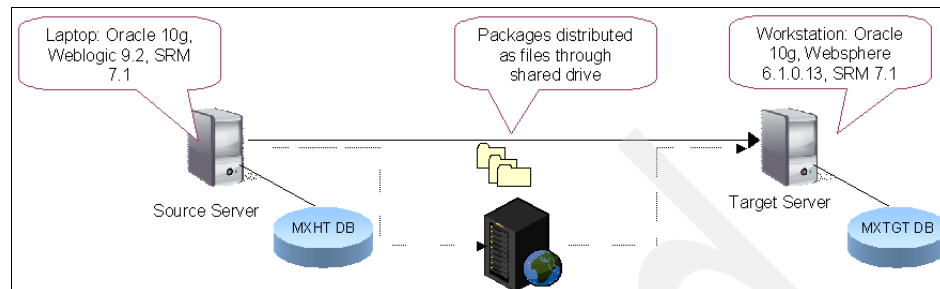 Laptop: Oracle 10g,
Weblogic 9.2, SRM
7.1
Packages distributed
as files through
shared drive
Workstation: Oracle
10g, Websphere
6.1.0.13, SRM 7.1
Source Server
MXHT DB
Target Server
MXTGT DB